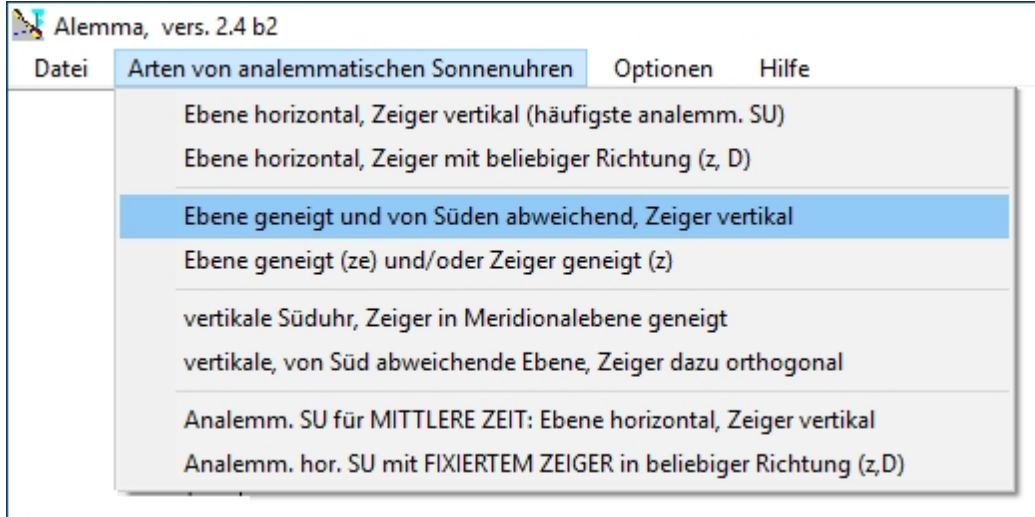 Alemma, vers. 2.4 b2
Datei Arten von analemmatischen Sonnenuhren Optionen Hilfe
Ebene horizontal, Zeiger vertikal (häufigste analemm. SU)
Ebene horizontal, Zeiger mit beliebiger Richtung (z, D)
Ebene geneigt und von Süden abweichend, Zeiger vertikal
Ebene geneigt (ze) und/oder Zeiger geneigt (z)
vertikale Süduhr, Zeiger in Meridionalebene geneigt
vertikale, von Süd abweichende Ebene, Zeiger dazu orthogonal
Analemm. SU für MITTLERE ZEIT: Ebene horizontal, Zeiger vertikal
Analemm. hor. SU mit FIXIERTEM ZEIGER in beliebiger Richtung (z,D)